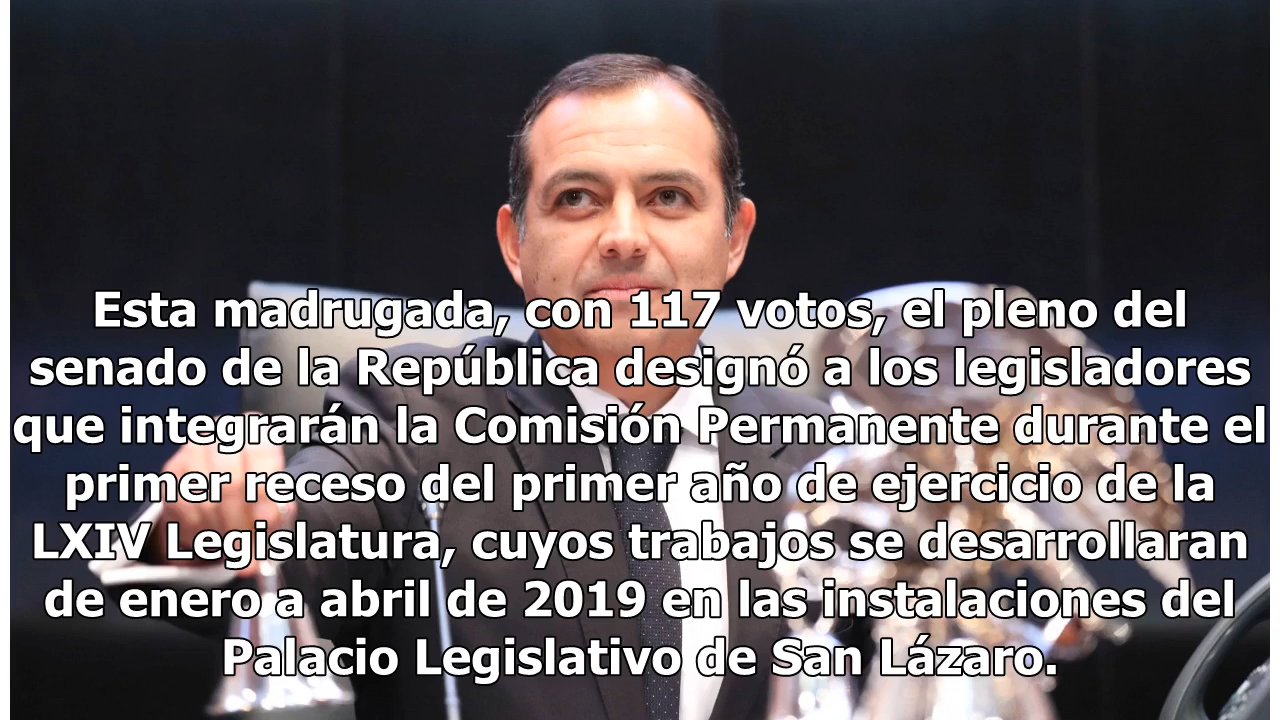 Esta madrugada, con 117 votos, el pleno del
senado de la República designó a los legisladores
que integrarán la Comisión Permanente durante el
primer receso del primer año de ejercicio de la
LXIV Legislatura, cuyos trabajos se desarrollaran
de enero a abril de 2019 en las instalaciones del
Palacio Legislativo de San Lázaro.